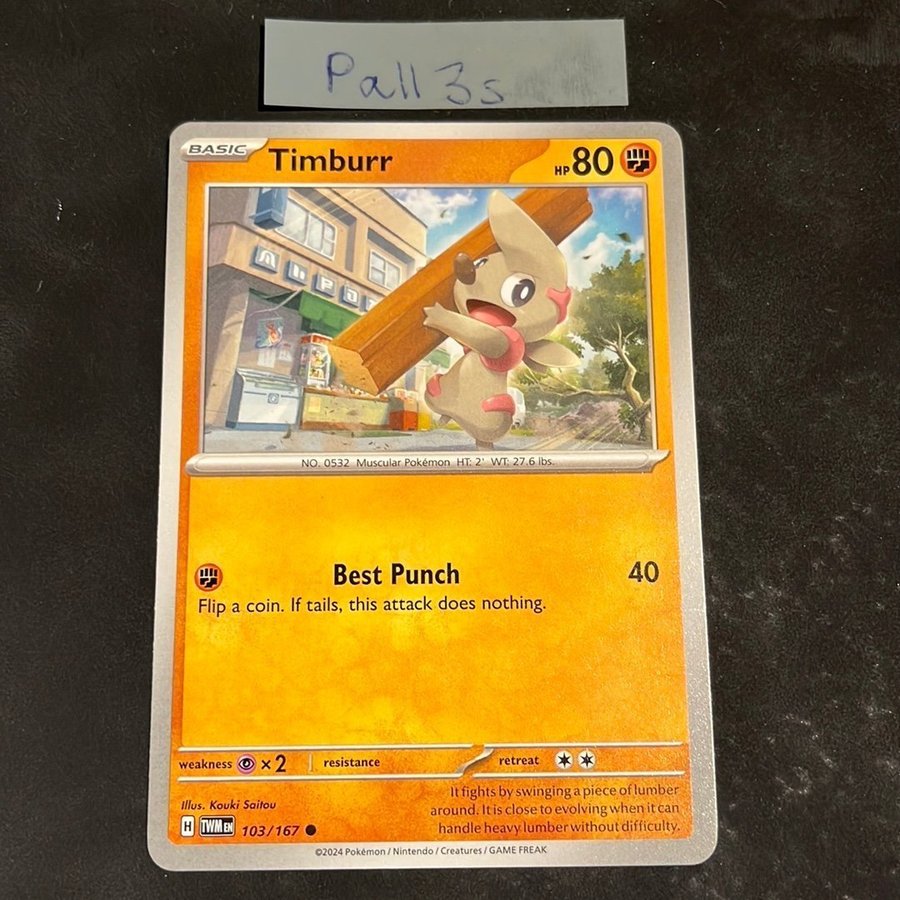 Pall3s
BASIC Timburr HP 80
NO. 0532 Muscular Pokémon HT: 2' WT: 27.6 lbs.
Best Punch 40
Flip a coin. If tails, this attack does nothing.
weakness ×2 resistance retreat
It fights by swinging a piece of lumber
around. It is close to evolving when it can
handle heavy lumber without difficulty.
Illus. Kouki Saitou
H TWM EN 103/167
©2024 Pokémon / Nintendo / Creatures / GAME FREAK